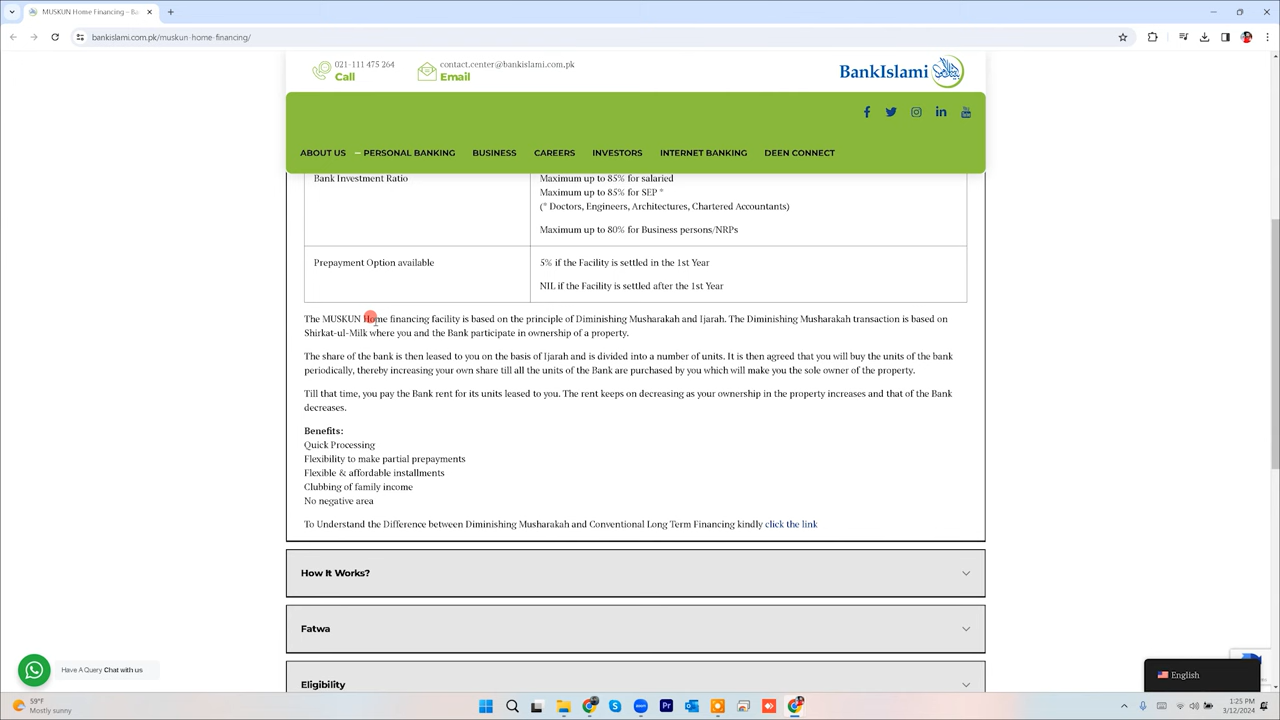 MUSKUN Home Financing – Ba
bankislami.com.pk/muskun-home-financing/
021-111 475 264
Call
contact.center@bankislami.com.pk
Email
BankIslami
ABOUT US
PERSONAL BANKING
BUSINESS
CAREERS
INVESTORS
INTERNET BANKING
DEEN CONNECT
Bank Investment Ratio
Maximum up to 85% for salaried
Maximum up to 85% for SEP *
(* Doctors, Engineers, Architectures, Chartered Accountants)
Maximum up to 80% for Business persons/NRPs
Prepayment Option available
5% if the Facility is settled in the 1st Year
NIL if the Facility is settled after the 1st Year
The MUSKUN Home financing facility is based on the principle of Diminishing Musharakah and Ijarah. The Diminishing Musharakah transaction is based on
Shirkat-ul-Milk where you and the Bank participate in ownership of a property.
The share of the bank is then leased to you on the basis of Ijarah and is divided into a number of units. It is then agreed that you will buy the units of the bank
periodically, thereby increasing your own share till all the units of the Bank are purchased by you which will make you the sole owner of the property.
Till that time, you pay the Bank rent for its units leased to you. The rent keeps on decreasing as your ownership in the property increases and that of the Bank
decreases.
Benefits:
Quick Processing
Flexibility to make partial prepayments
Flexible & affordable installments
Clubbing of family income
No negative area
To Understand the Difference between Diminishing Musharakah and Conventional Long Term Financing kindly click the link
How It Works?
Fatwa
Eligibility
Have A Query Chat with us
English
59°F
Mostly sunny
1:25 PM
3/12/2024